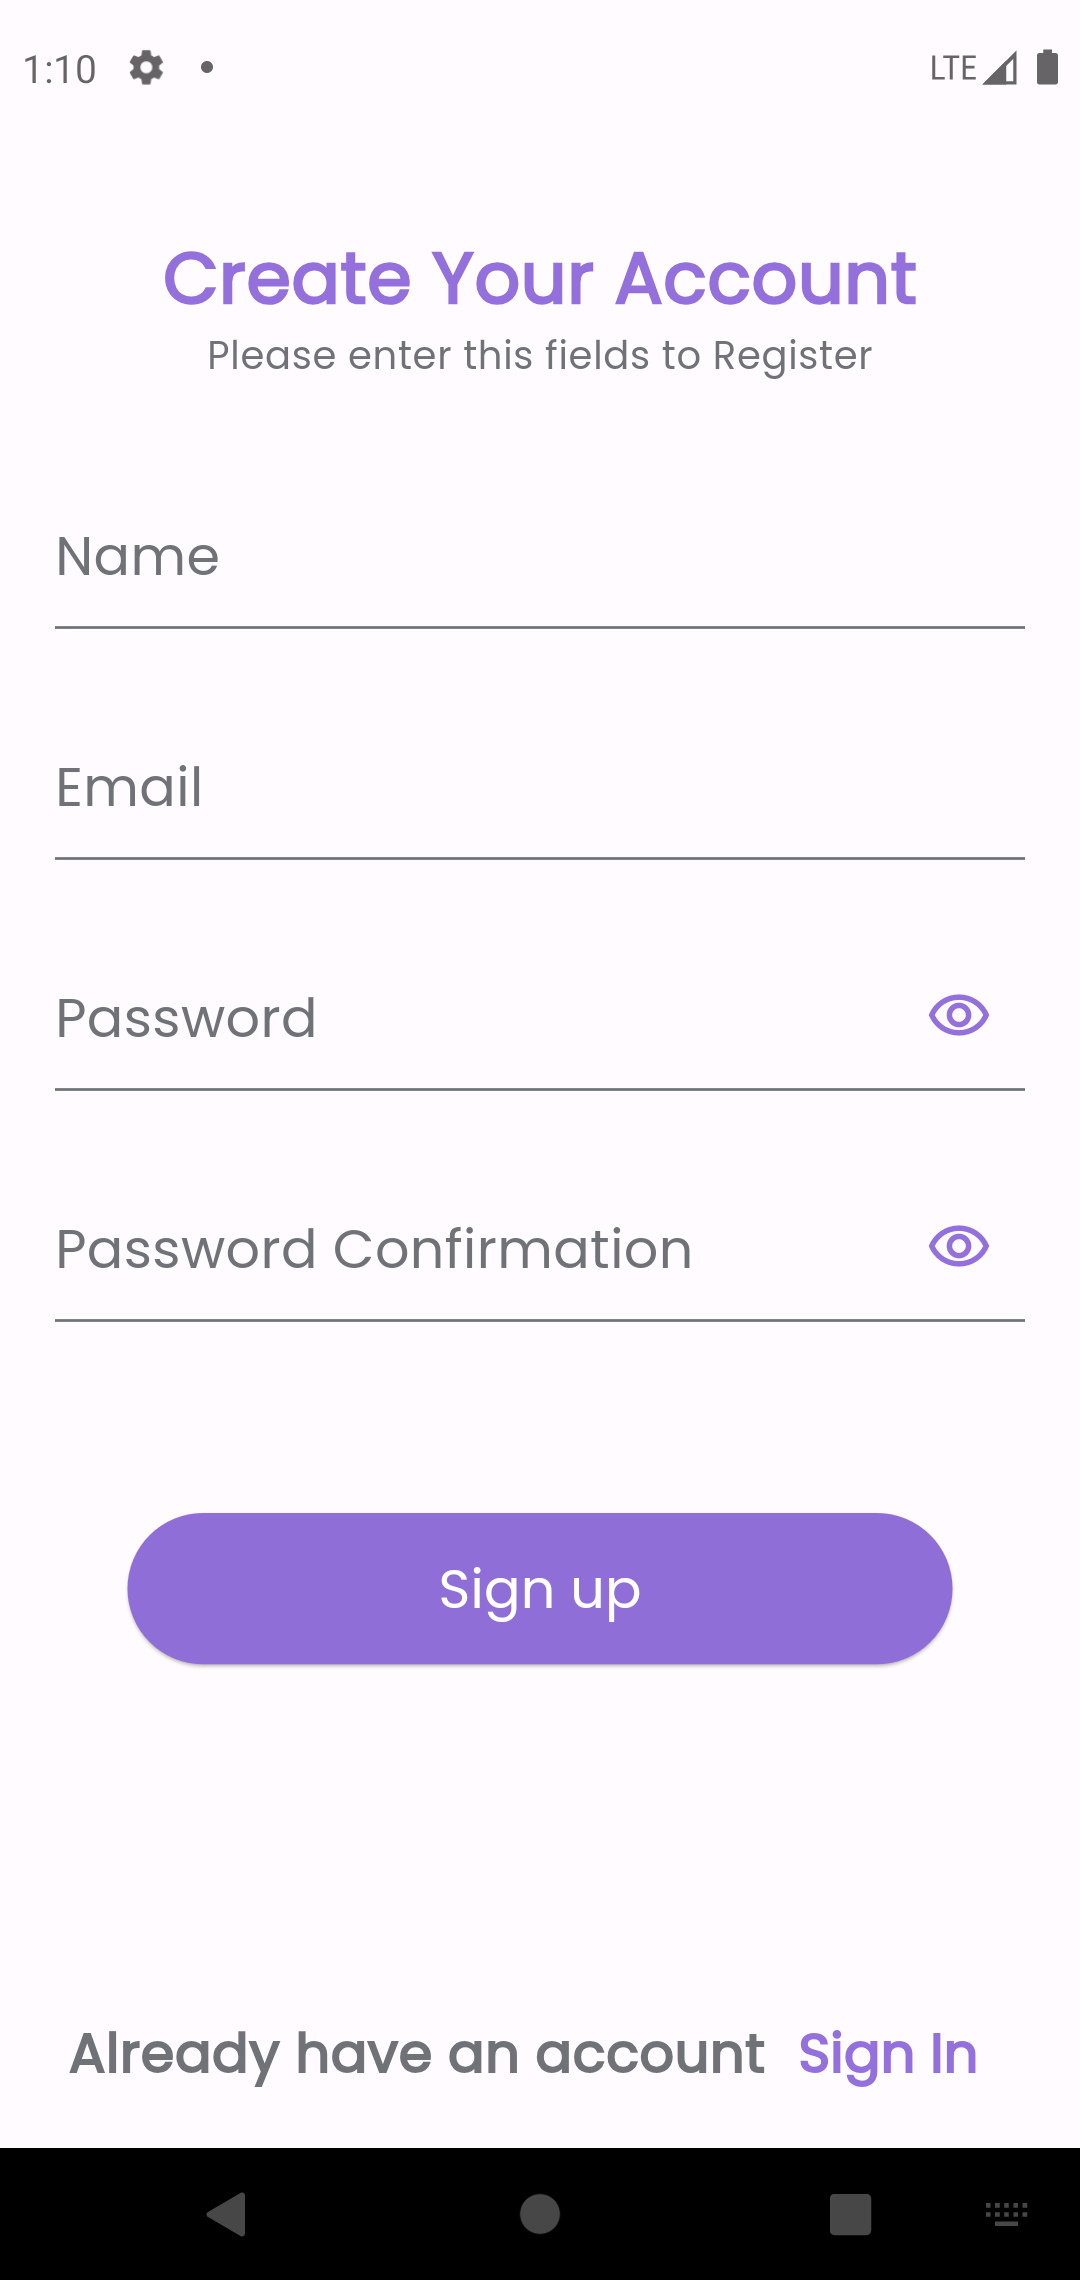 1:10 LTE
Create Your Account
Please enter this fields to Register
Name
Email
Password
Password Confirmation
Sign up
Already have an account Sign In